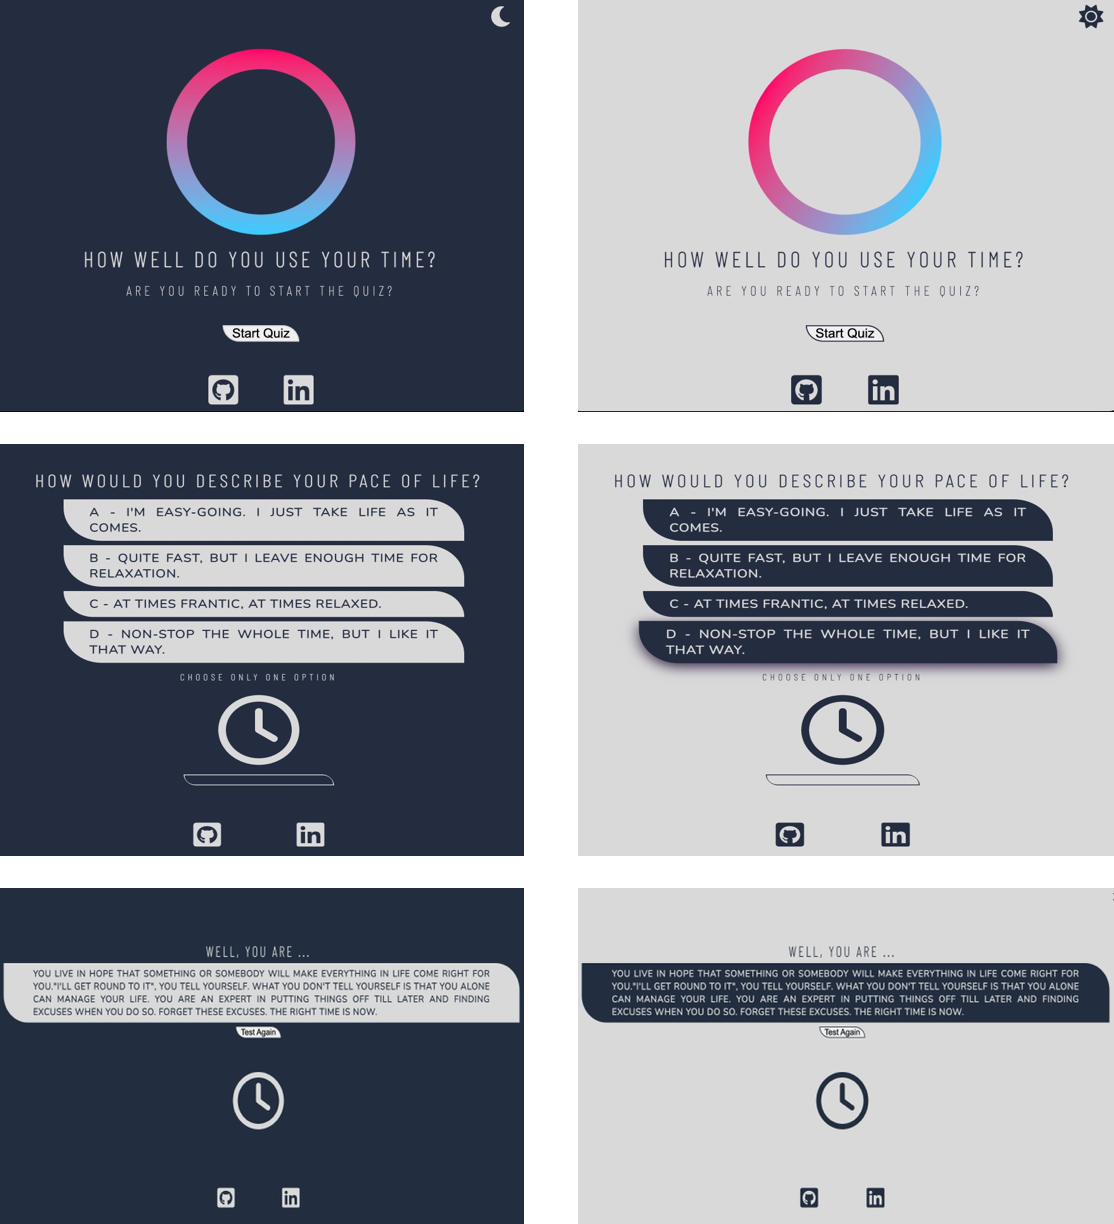 HOW WELL DO YOU USE YOUR TIME?
ARE YOU READY TO START THE QUIZ?
Start Quiz
in
HOW WELL DO YOU USE YOUR TIME?
ARE YOU READY TO START THE QUIZ?
Start Quiz
in
HOW WOULD YOU DESCRIBE YOUR PACE OF LIFE?
A - I'M EASY-GOING. I JUST TAKE LIFE AS IT
COMES.
B - QUITE FAST, BUT I LEAVE ENOUGH TIME FOR
RELAXATION.
C - AT TIMES FRANTIC, AT TIMES RELAXED.
D - NON-STOP THE WHOLE TIME, BUT I LIKE IT
THAT WAY.
CHOOSE ONLY ONE OPTION
in
HOW WOULD YOU DESCRIBE YOUR PACE OF LIFE?
A - I'M EASY-GOING. I JUST TAKE LIFE AS IT
COMES.
B - QUITE FAST, BUT I LEAVE ENOUGH TIME FOR
RELAXATION.
C - AT TIMES FRANTIC, AT TIMES RELAXED.
D - NON-STOP THE WHOLE TIME, BUT I LIKE IT
THAT WAY.
CHOOSE ONLY ONE OPTION
in
WELL, YOU ARE ...
YOU LIVE IN HOPE THAT SOMETHING OR SOMEBODY WILL MAKE EVERYTHING IN LIFE COME RIGHT FOR
YOU."I'LL GET ROUND TO IT", YOU TELL YOURSELF. WHAT YOU DON'T TELL YOURSELF IS THAT YOU ALONE
CAN MANAGE YOUR LIFE. YOU ARE AN EXPERT IN PUTTING THINGS OFF TILL LATER AND FINDING
EXCUSES WHEN YOU DO SO. FORGET THESE EXCUSES. THE RIGHT TIME IS NOW.
Test Again
in
WELL, YOU ARE ...
YOU LIVE IN HOPE THAT SOMETHING OR SOMEBODY WILL MAKE EVERYTHING IN LIFE COME RIGHT FOR
YOU."I'LL GET ROUND TO IT", YOU TELL YOURSELF. WHAT YOU DON'T TELL YOURSELF IS THAT YOU ALONE
CAN MANAGE YOUR LIFE. YOU ARE AN EXPERT IN PUTTING THINGS OFF TILL LATER AND FINDING
EXCUSES WHEN YOU DO SO. FORGET THESE EXCUSES. THE RIGHT TIME IS NOW.
Test Again
in